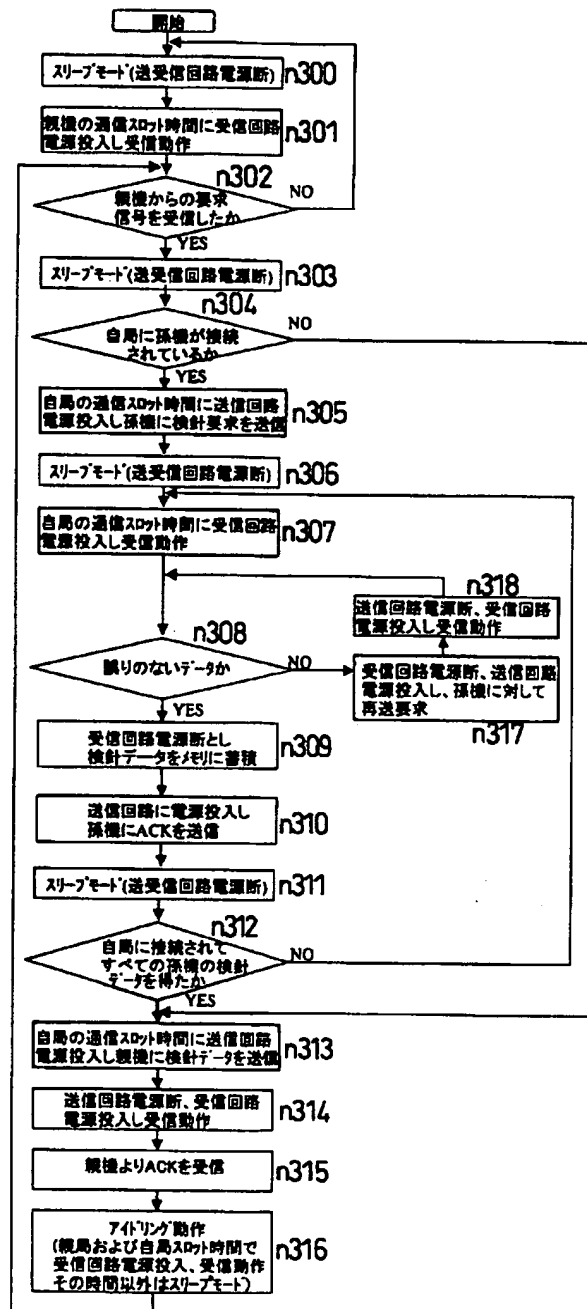 開始
スリープモード(送受信回路電源断)
n300
親機の通信スロット時間に受信回路
電源投入し受信動作
n301
n302
親機からの要求
信号を受信したか
NO
YES
スリープモード(送受信回路電源断)
n303
n304
自局に孫機が接続
されているか
NO
YES
自局の通信スロット時間に送信回路
電源投入し孫機に検針要求を送信
n305
スリープモード(送受信回路電源断)
n306
自局の通信スロット時間に受信回路
電源投入し受信動作
n307
n318
送信回路電源断、受信回路
電源投入し受信動作
n308
誤りのないデータか
NO
YES
受信回路電源断、送信回路
電源投入し、孫機に対して
再送要求
n317
受信回路電源断とし
検針データをメモリに蓄積
n309
送信回路に電源投入し
孫機にACKを送信
n310
スリープモード(送受信回路電源断)
n311
n312
自局に接続されて
すべての孫機の検針
データを得たか
NO
YES
自局の通信スロット時間に送信回路
電源投入し親機に検針データを送信
n313
送信回路電源断、受信回路
電源投入し受信動作
n314
親機よりACKを受信
n315
アイドリング動作
(親局および自局スロット時間で
受信回路電源投入、受信動作
その時間以外はスリープモード)
n316